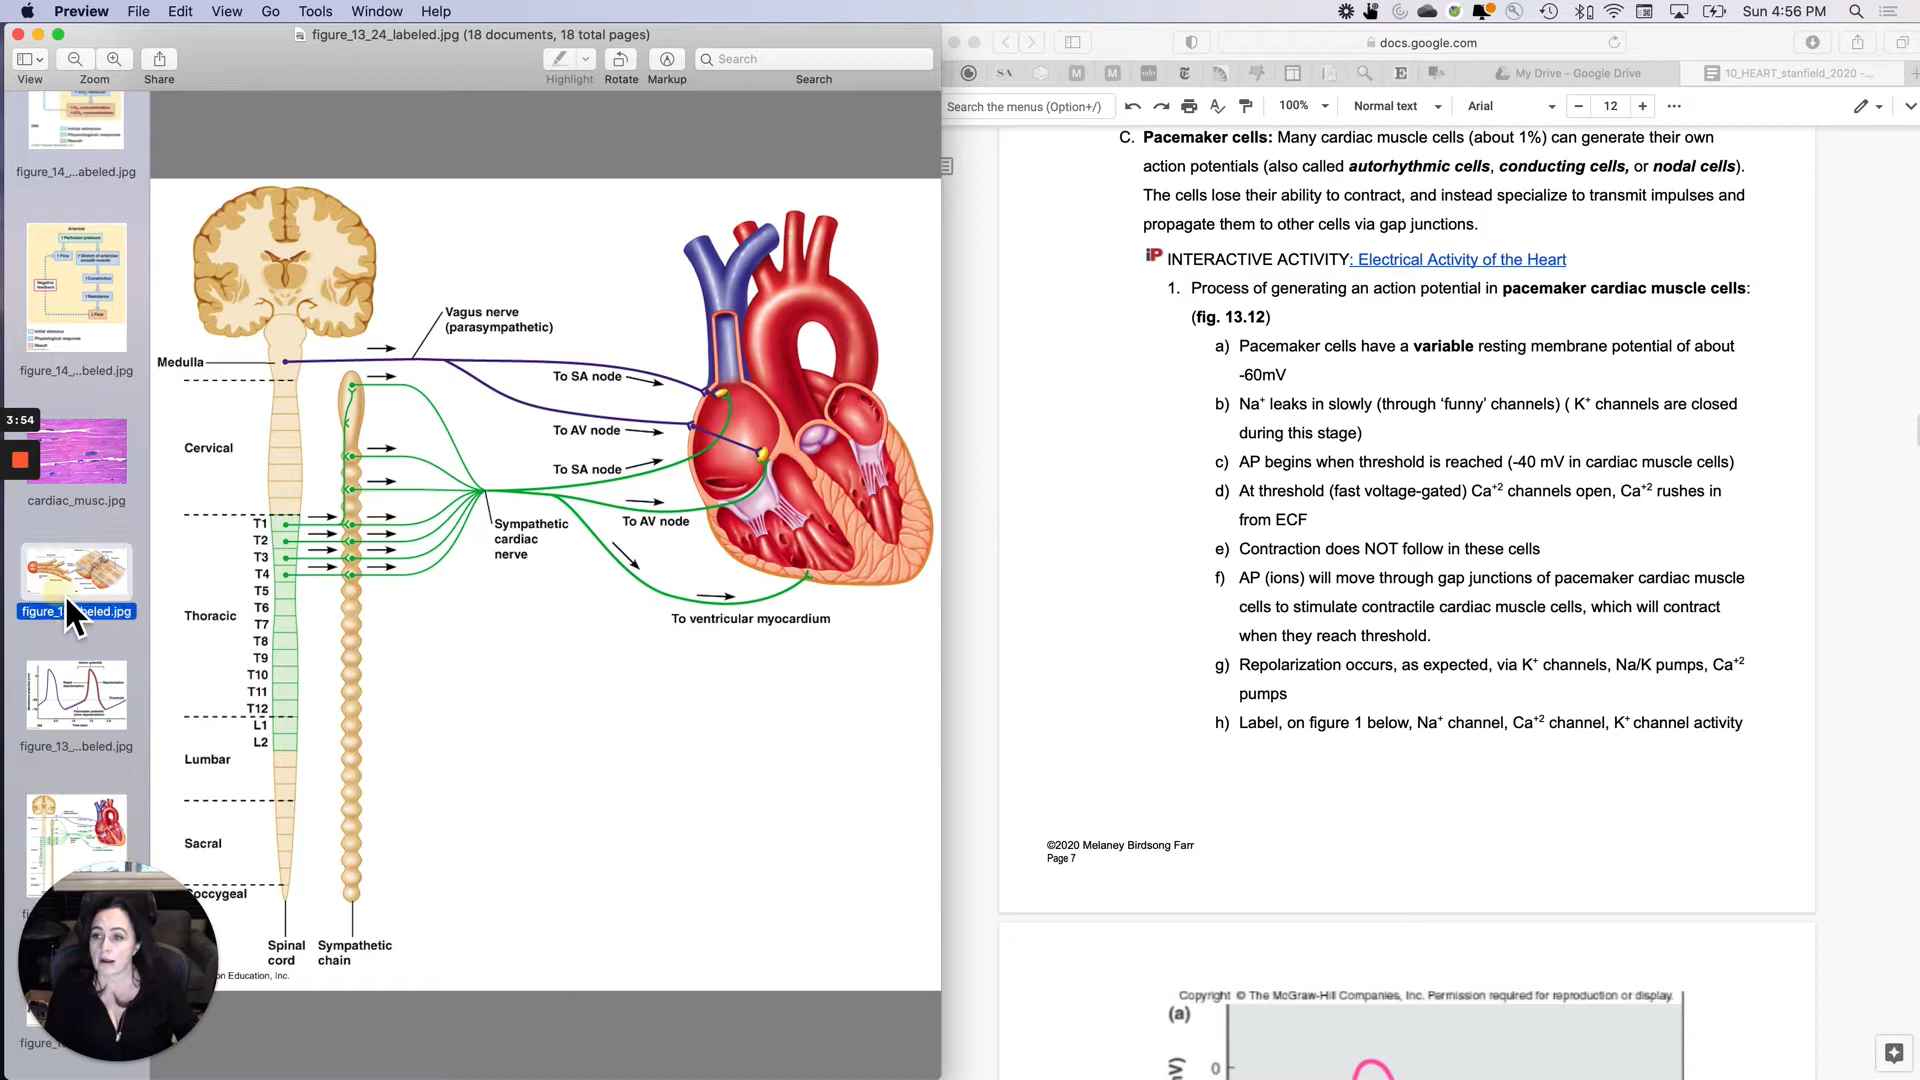 Preview File Edit View Go Tools Window Help
Sun 4:56 PM
figure_13_24_labeled.jpg (18 documents, 18 total pages)
View Zoom Share Highlight Rotate Markup Search
Search
docs.google.com
My Drive - Google Drive
10_HEART_stanfield_2020 -...
Search the menus (Option+/)
100% Normal text Arial 12
figure_14_...abeled.jpg
figure_14_...beled.jpg
3:54
cardiac_musc.jpg
figure_1
beled.jpg
figure_13_...beled.jpg
Vagus nerve
(parasympathetic)
Medulla
To SA node
To AV node
Cervical
To SA node
To AV node
Sympathetic
cardiac
nerve
T1
T2
T3
T4
T5
T6
Thoracic
T7
T8
T9
T10
T11
T12
L1
L2
To ventricular myocardium
Lumbar
Sacral
Coccygeal
Spinal
cord
Sympathetic
chain
on Education, Inc.
C. Pacemaker cells: Many cardiac muscle cells (about 1%) can generate their own
action potentials (also called autorhythmic cells, conducting cells, or nodal cells).
The cells lose their ability to contract, and instead specialize to transmit impulses and
propagate them to other cells via gap junctions.
iP INTERACTIVE ACTIVITY: Electrical Activity of the Heart
1. Process of generating an action potential in pacemaker cardiac muscle cells:
(fig. 13.12)
a) Pacemaker cells have a variable resting membrane potential of about
-60mV
b) Na⁺ leaks in slowly (through ‘funny’ channels) ( K⁺ channels are closed
during this stage)
c) AP begins when threshold is reached (-40 mV in cardiac muscle cells)
d) At threshold (fast voltage-gated) Ca⁺² channels open, Ca⁺² rushes in
from ECF
e) Contraction does NOT follow in these cells
f) AP (ions) will move through gap junctions of pacemaker cardiac muscle
cells to stimulate contractile cardiac muscle cells, which will contract
when they reach threshold.
g) Repolarization occurs, as expected, via K⁺ channels, Na/K pumps, Ca⁺²
pumps
h) Label, on figure 1 below, Na⁺ channel, Ca⁺² channel, K⁺ channel activity
©2020 Melaney Birdsong Farr
Page 7
Copyright © The McGraw-Hill Companies, Inc. Permission required for reproduction or display.
(a)
0